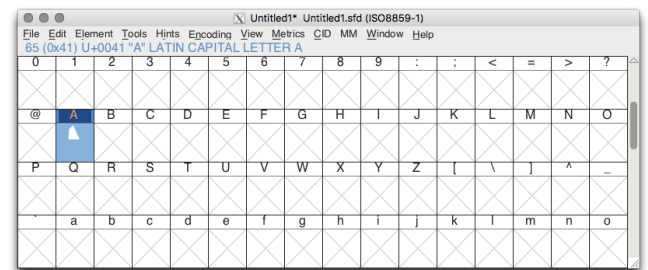 Untitled1* Untitled1.sfd (ISO8859-1)
File Edit Element Tools Hints Encoding View Metrics CID MM Window Help
65 (0x41) U+0041 "A" LATIN CAPITAL LETTER A
0 1 2 3 4 5 6 7 8 9 : ; < = > ?
@ A B C D E F G H I J K L M N O
P Q R S T U V W X Y Z [ \ ] ^ _
` a b c d e f g h i j k l m n o